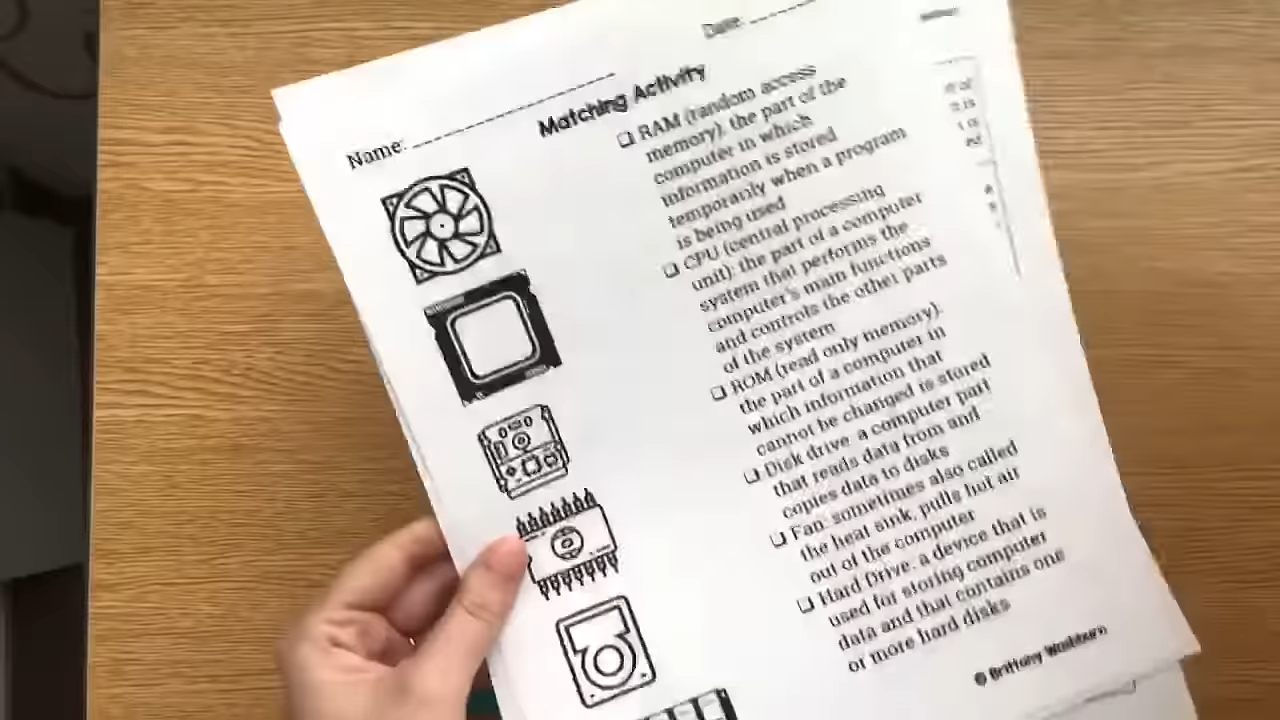 Date:
Name:
Matching Activity
❏ RAM (random access
memory): the part of the
computer in which
information is stored
temporarily when a program
is being used
❏ CPU (central processing
unit): the part of a computer
system that performs the
computer's main functions
and controls the other parts
of the system
❏ ROM (read only memory):
the part of a computer in
which information that
cannot be changed is stored
❏ Disk drive: a computer part
that reads data from and
copies data to disks
❏ Fan: sometimes also called
the heat sink, pulls hot air
out of the computer
❏ Hard Drive: a device that is
used for storing computer
data and that contains one
or more hard disks
© Brittany Washburn